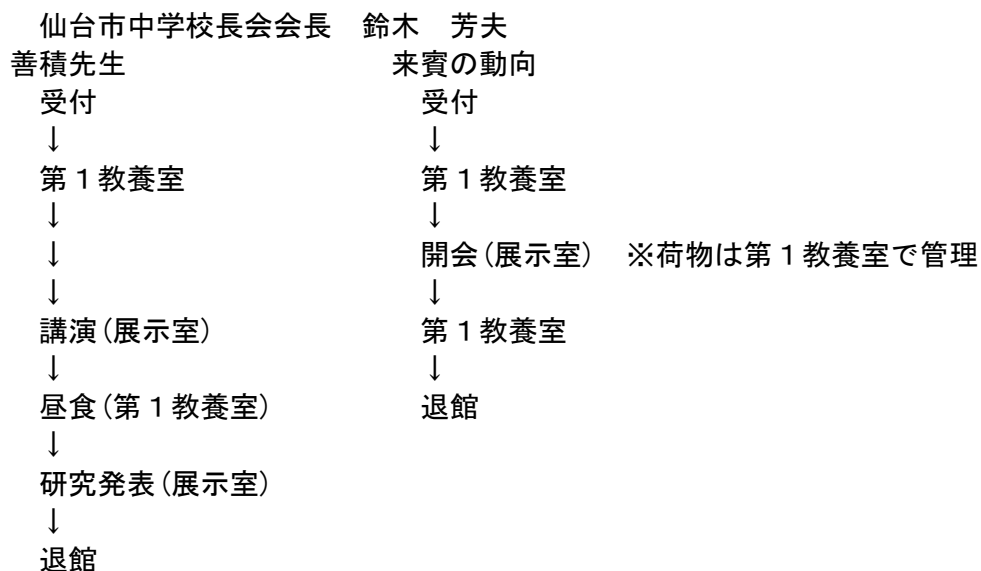 仙台市中学校長会会長　鈴木　芳夫
善積先生　　　　　　　　　来賓の動向
受付　　　　　　　　　　　受付
↓　　　　　　　　　　　　↓
第１教養室　　　　　　　　第１教養室
↓　　　　　　　　　　　　↓
↓　　　　　　　　　　　　開会(展示室)　※荷物は第１教養室で管理
↓　　　　　　　　　　　　↓
講演(展示室)　　　　　　　第１教養室
↓　　　　　　　　　　　　↓
昼食(第１教養室)　　　　　退館
↓
研究発表(展示室)
↓
退館